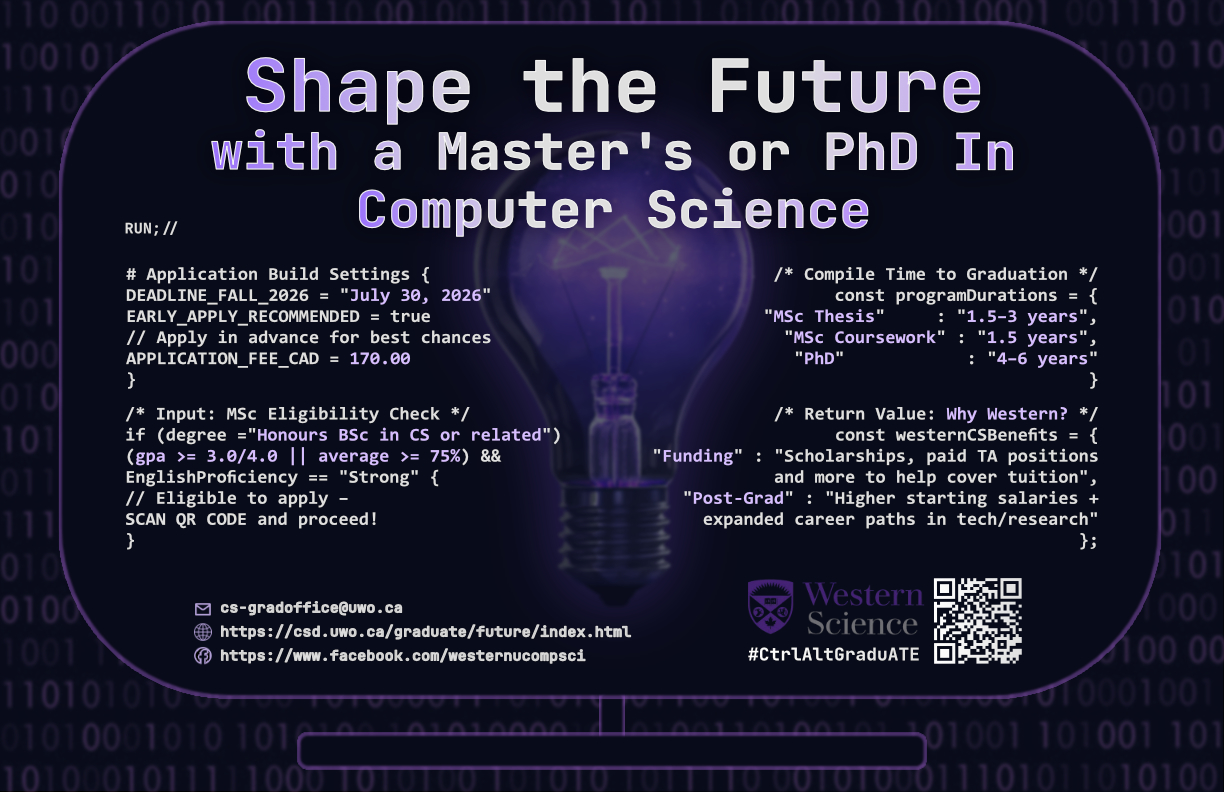 Shape the Future
with a Master's or PhD In
Computer Science
RUN;//
# Application Build Settings {
DEADLINE_FALL_2026 = "July 30, 2026"
EARLY_APPLY_RECOMMENDED = true
// Apply in advance for best chances
APPLICATION_FEE_CAD = 170.00
}
/* Input: MSc Eligibility Check */
if (degree ="Honours BSc in CS or related")
(gpa >= 3.0/4.0 || average >= 75%) &&
EnglishProficiency == "Strong" {
// Eligible to apply –
SCAN QR CODE and proceed!
}
/* Compile Time to Graduation */
const programDurations = {
"MSc Thesis" : "1.5–3 years",
"MSc Coursework" : "1.5 years",
"PhD" : "4–6 years"
}
/* Return Value: Why Western? */
const westernCSBenefits = {
"Funding" : "Scholarships, paid TA positions
and more to help cover tuition",
"Post-Grad" : "Higher starting salaries +
expanded career paths in tech/research"
};
cs-gradoffice@uwo.ca
https://csd.uwo.ca/graduate/future/index.html
https://www.facebook.com/westernucompsci
Western
Science
#CtrlAltGraduATE